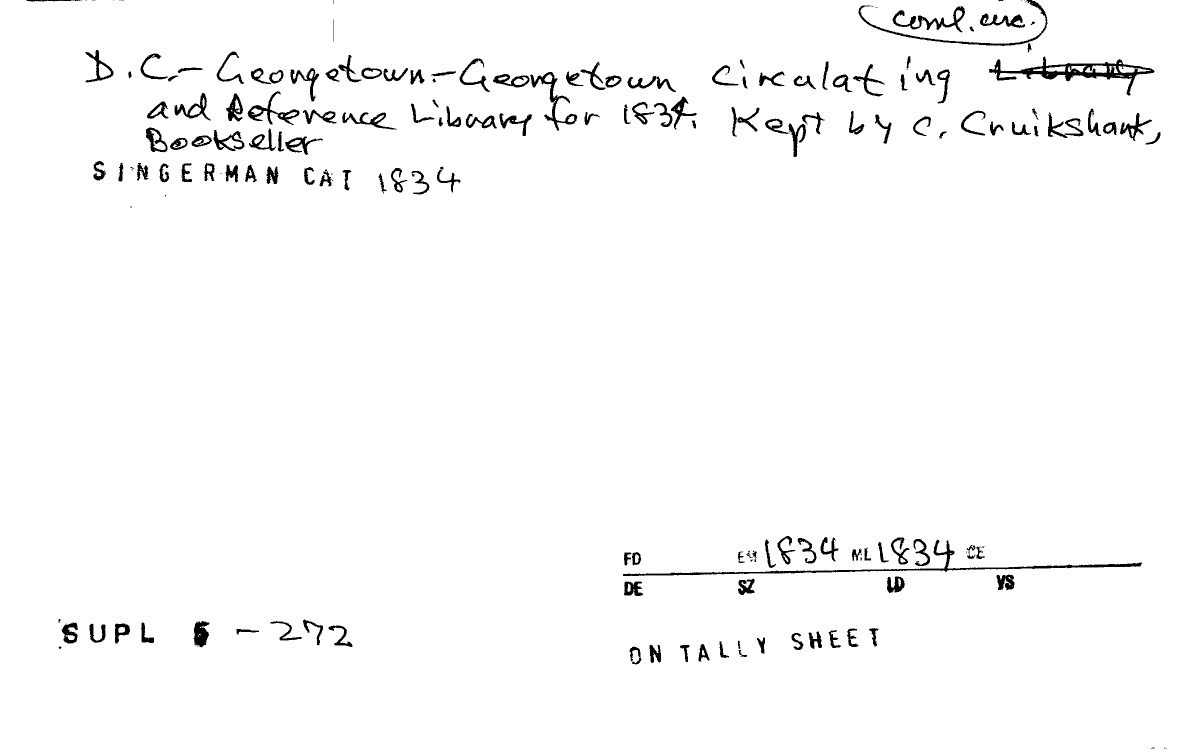 coml. circ.
D.C.- Georgetown.-Georgetown Circulating Library
and Reference Library for 1834. Kept by C. Cruikshank,
Bookseller
SINGERMAN CAT 1834
FD EM 1834 ML 1834 CE
DE SZ LD VS
SUPL 5 - 272
ON TALLY SHEET